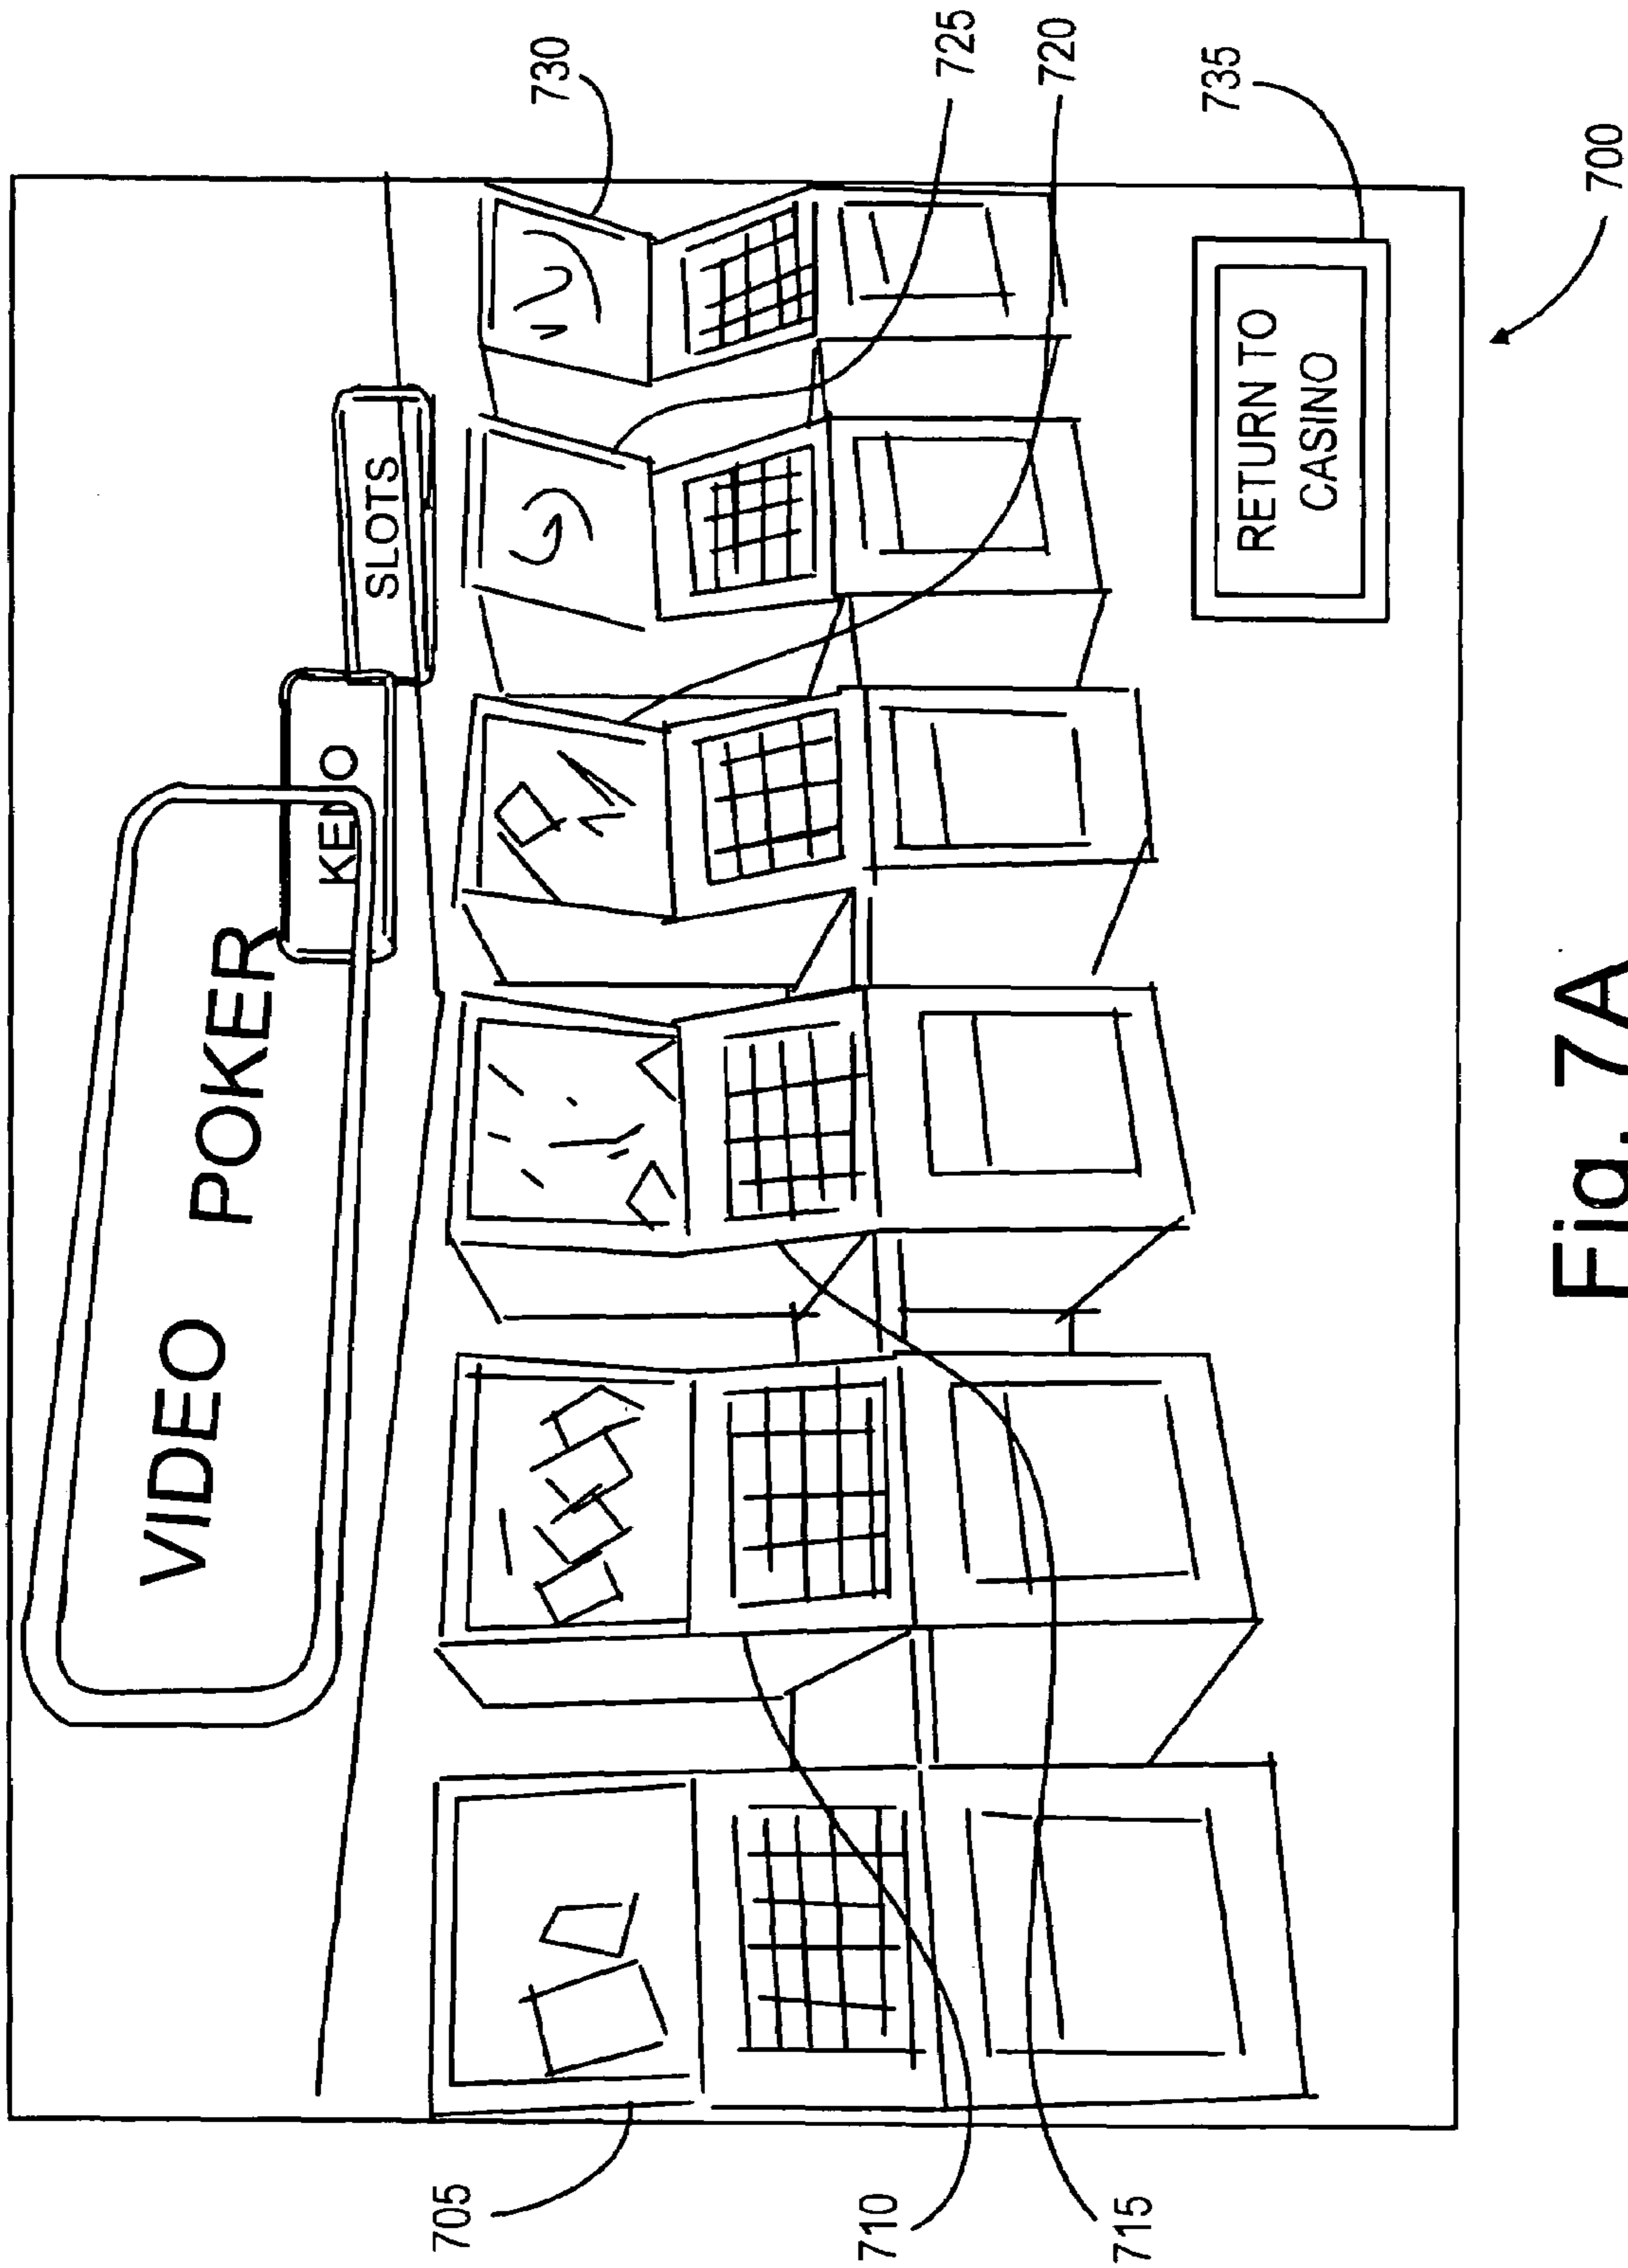 VIDEO POKER
KENO
SLOTS
730
725
720
735
705
710
715
RETURN TO
CASINO
700
Fig. 7A